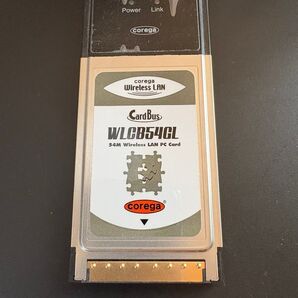 Power Link
corega
corega
Wireless LAN
CardBus
WLCB54GL
54M Wireless LAN PC Card
corega